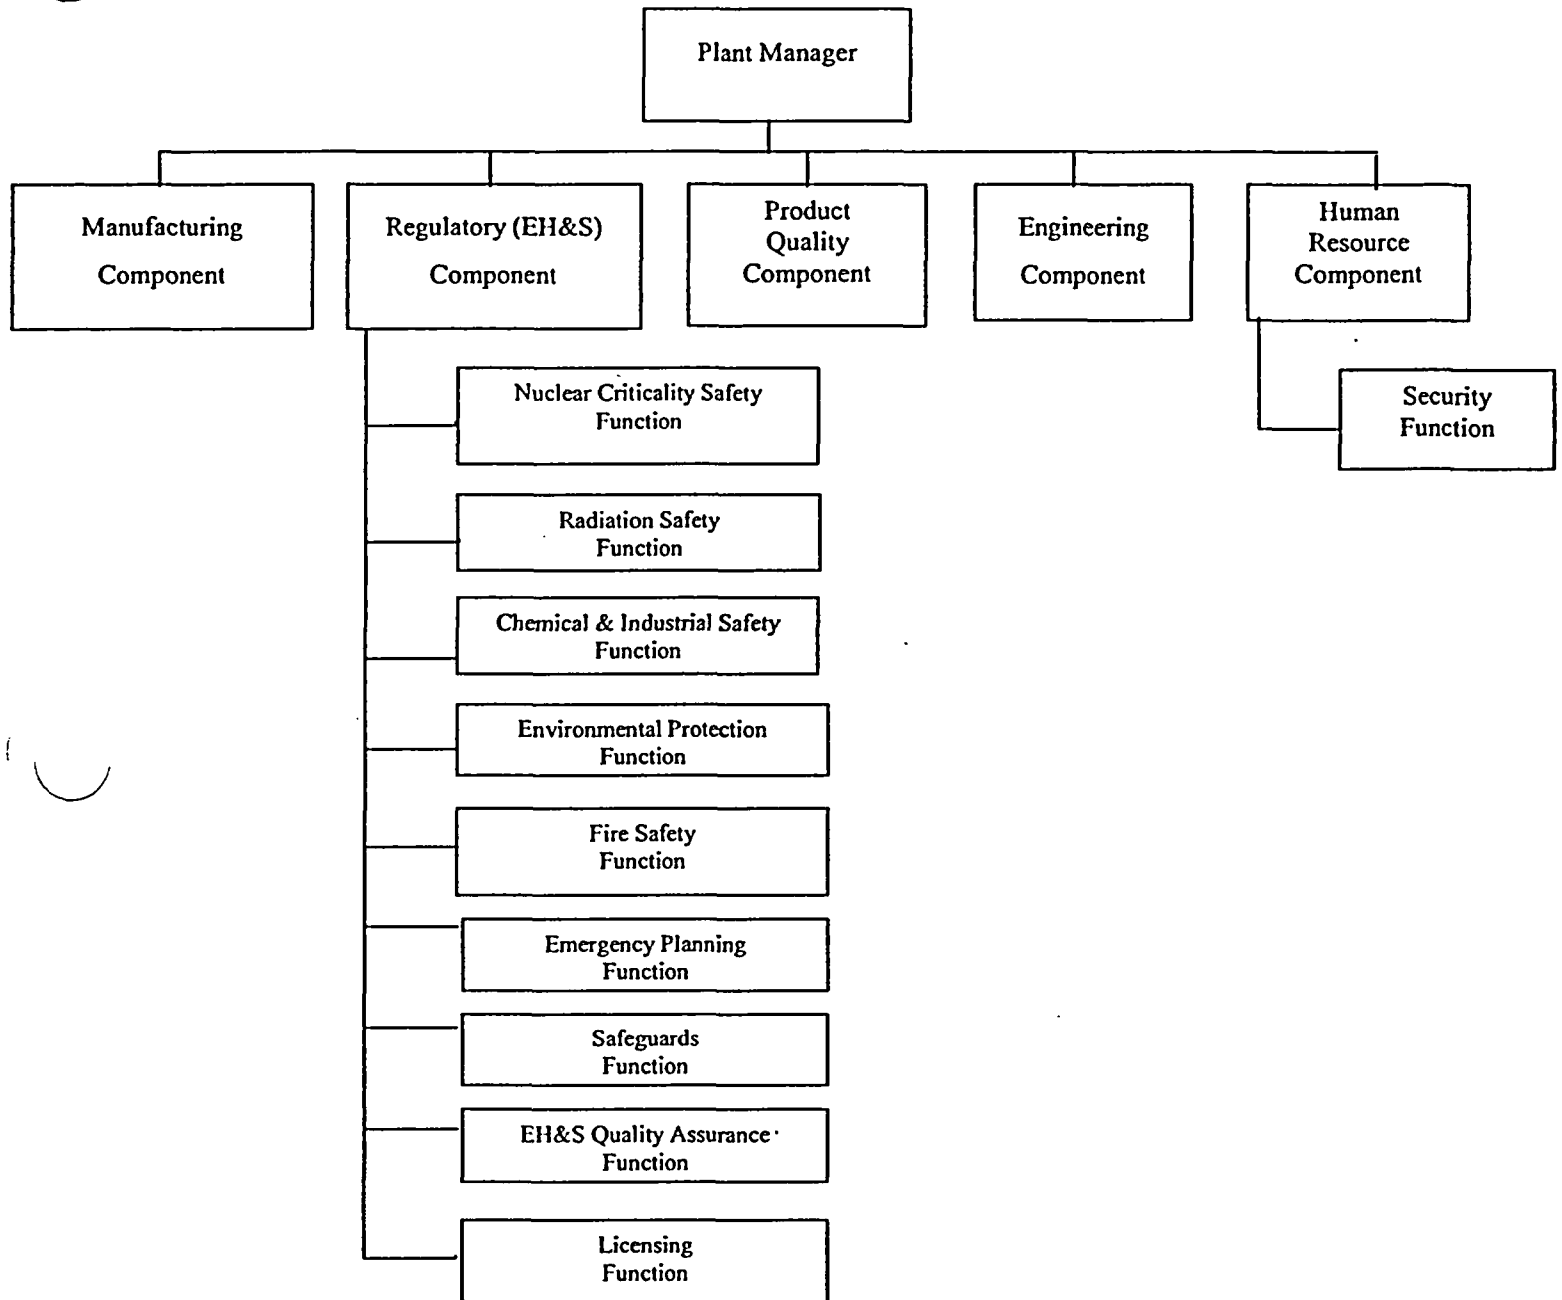 Plant Manager
Manufacturing
Component
Regulatory (EH&S)
Component
Product
Quality
Component
Engineering
Component
Human
Resource
Component
Nuclear Criticality Safety
Function
Security
Function
Radiation Safety
Function
Chemical & Industrial Safety
Function
Environmental Protection
Function
Fire Safety
Function
Emergency Planning
Function
Safeguards
Function
EH&S Quality Assurance
Function
Licensing
Function